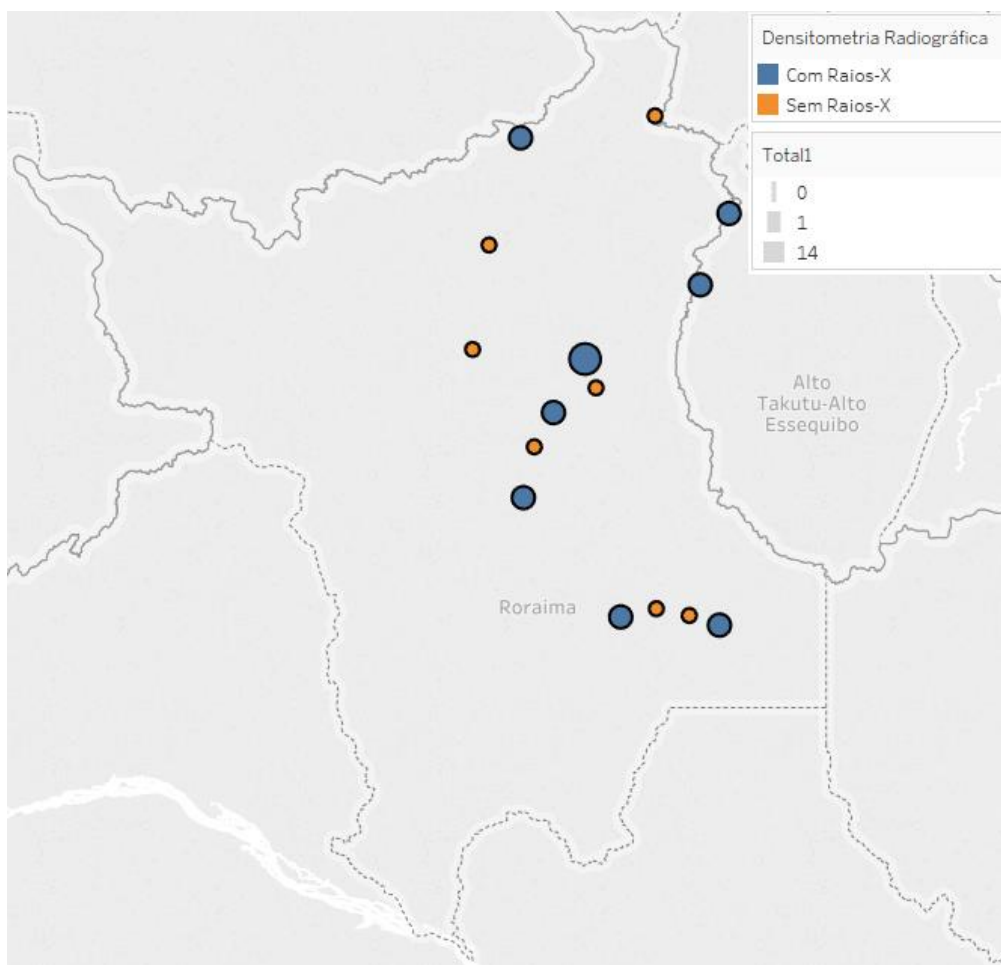 Densitometria Radiográfica
Com Raios-X
Sem Raios-X
Total1
0
1
14
Alto
Takutu-Alto
Essequibo
Roraima